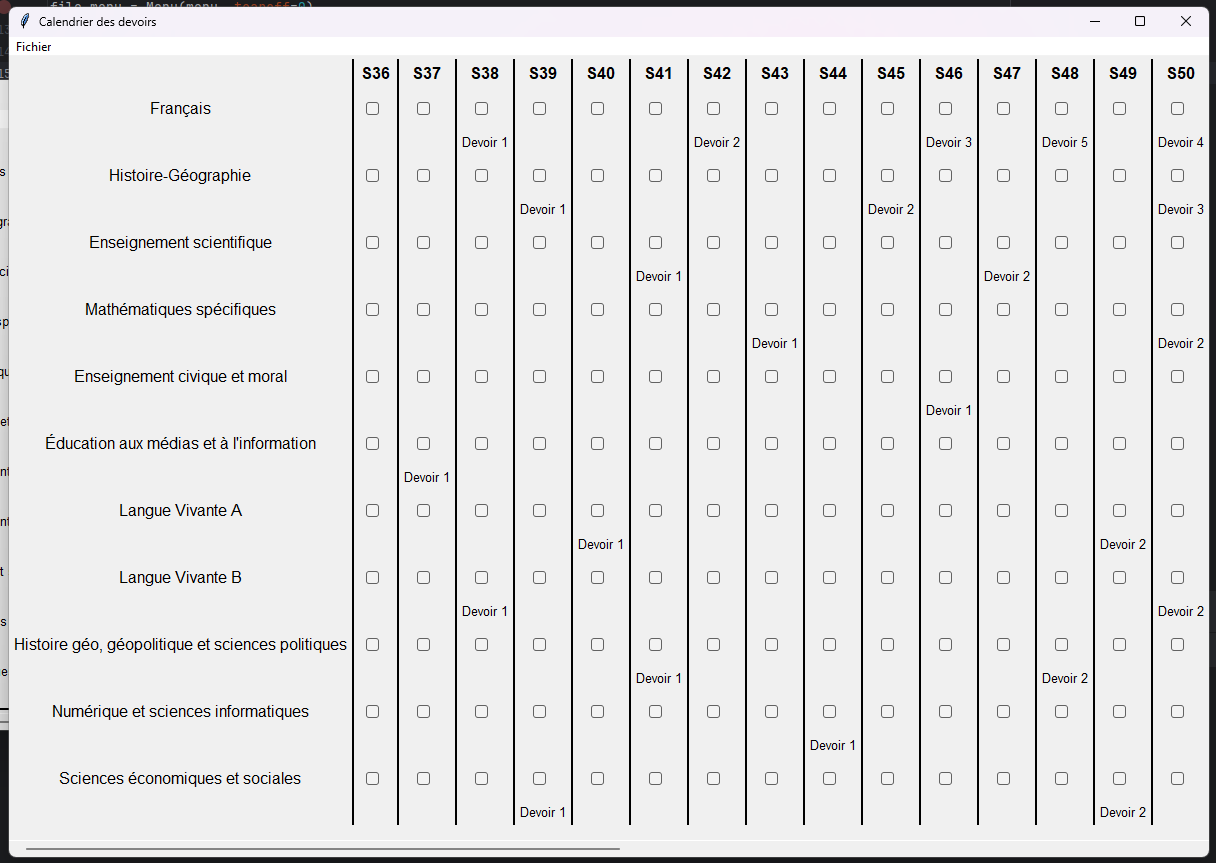 file_menu = Menu(menu, tearoff=0)
Calendrier des devoirs
Fichier
S36 S37 S38 S39 S40 S41 S42 S43 S44 S45 S46 S47 S48 S49 S50
Français
Devoir 1 Devoir 2 Devoir 3 Devoir 5 Devoir 4
Histoire-Géographie
Devoir 1 Devoir 2 Devoir 3
Enseignement scientifique
Devoir 1 Devoir 2
Mathématiques spécifiques
Devoir 1 Devoir 2
Enseignement civique et moral
Devoir 1
Éducation aux médias et à l'information
Devoir 1
Langue Vivante A
Devoir 1 Devoir 2
Langue Vivante B
Devoir 1 Devoir 2
Histoire géo, géopolitique et sciences politiques
Devoir 1 Devoir 2
Numérique et sciences informatiques
Devoir 1
Sciences économiques et sociales
Devoir 1 Devoir 2